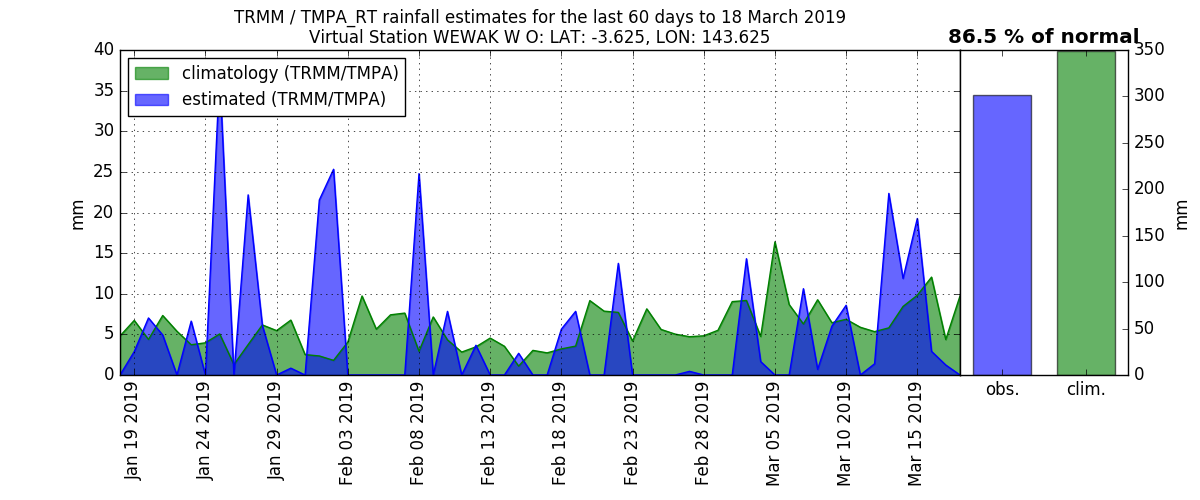 TRMM / TMPA_RT rainfall estimates for the last 60 days to 18 March 2019
Virtual Station WEWAK W O: LAT: -3.625, LON: 143.625
86.5 % of normal
climatology (TRMM/TMPA)
estimated (TRMM/TMPA)
40
35
30
25
20
15
10
5
0
mm
350
300
250
200
150
100
50
0
mm
obs.
clim.
Jan 19 2019
Jan 24 2019
Jan 29 2019
Feb 03 2019
Feb 08 2019
Feb 13 2019
Feb 18 2019
Feb 23 2019
Feb 28 2019
Mar 05 2019
Mar 10 2019
Mar 15 2019